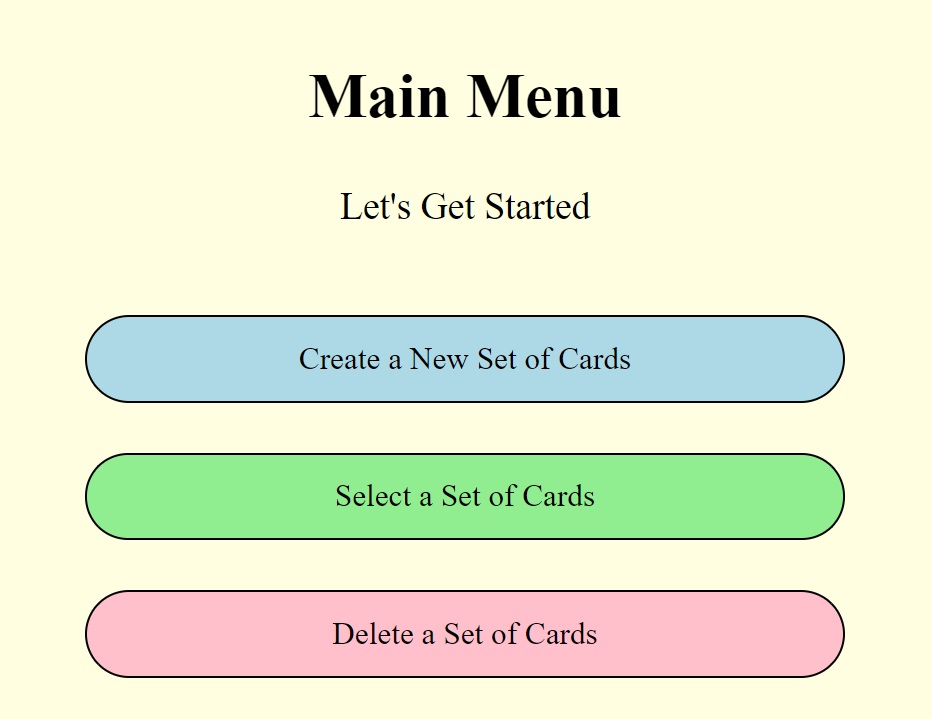 Main Menu
Let's Get Started
Create a New Set of Cards
Select a Set of Cards
Delete a Set of Cards